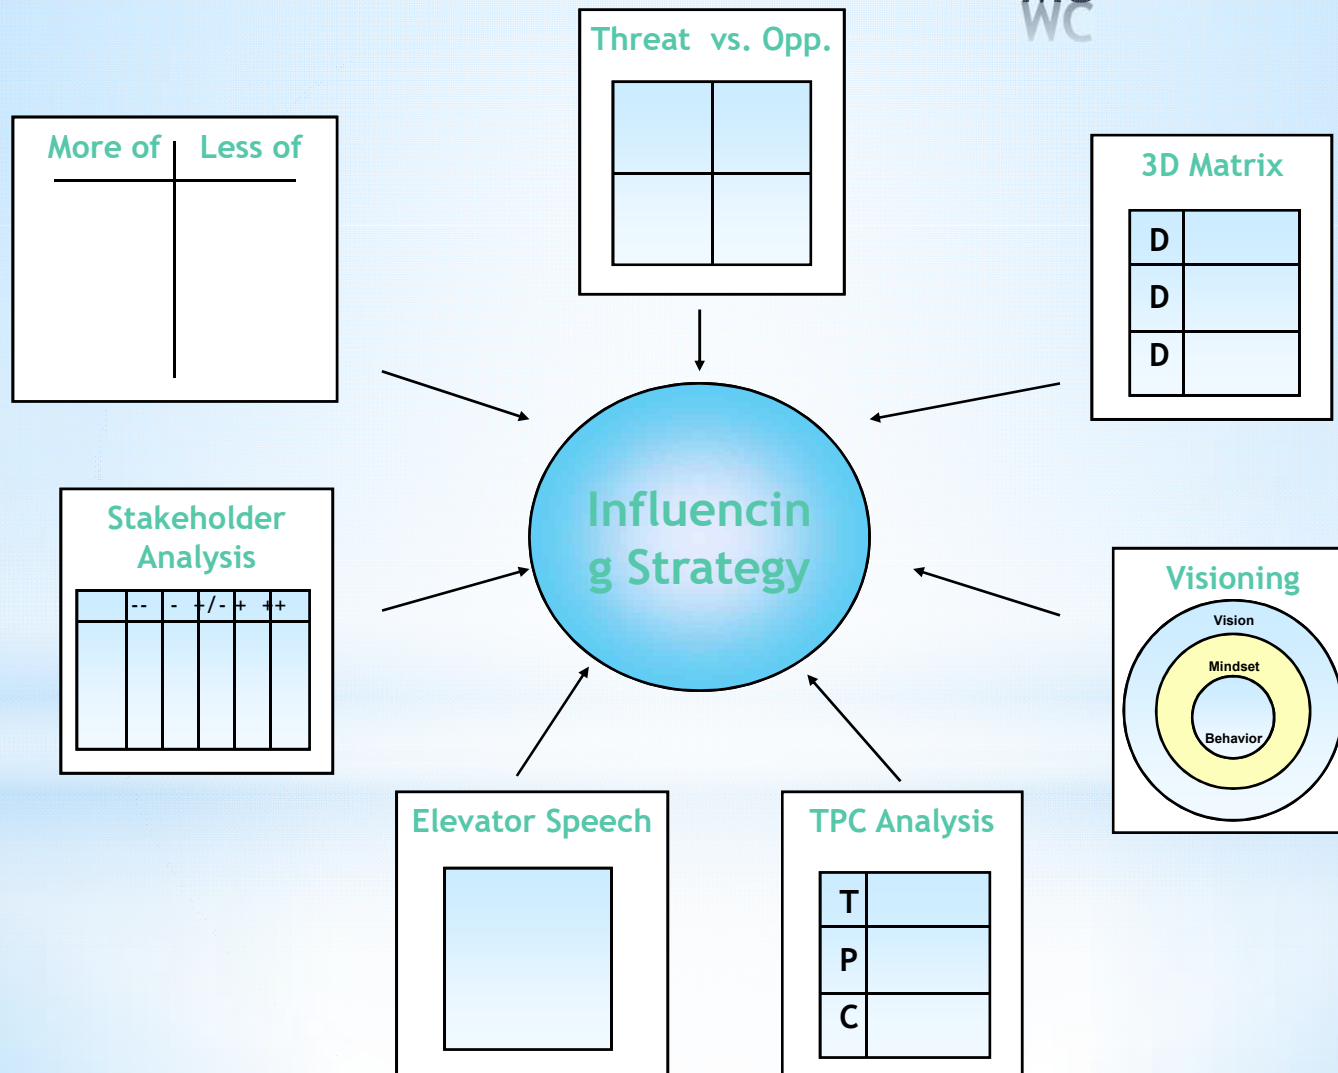 WC
Threat vs. Opp.
More of Less of
3D Matrix
D
D
D
Influencin
g Strategy
Stakeholder
Analysis
-- - +/- + ++
Visioning
Vision
Mindset
Behavior
Elevator Speech
TPC Analysis
T
P
C